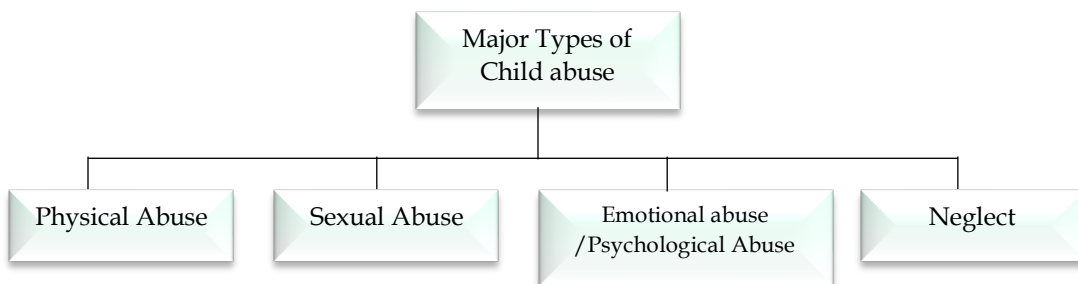 Major Types of
Child abuse
Physical Abuse
Sexual Abuse
Emotional abuse
/Psychological Abuse
Neglect